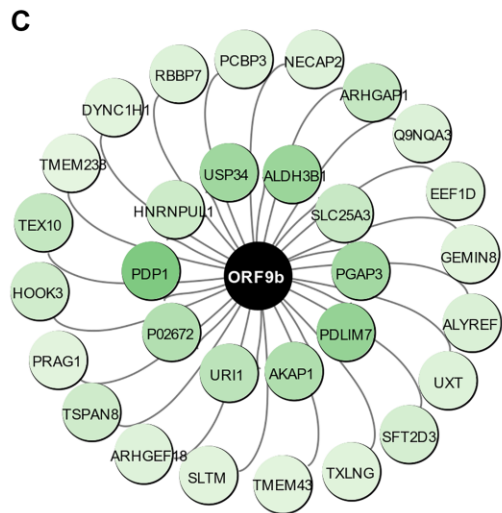 C
NECAP2
PCBP3
RBBP7
ARHGAP1
DYNC1H1
Q9NQA3
TMEM238
USP34
ALDH3B1
EEF1D
HNRNPUL1
SLC25A3
TEX10
GEMIN8
PDP1
ORF9b
PGAP3
HOOK3
ALYREF
P02672
PDLIM7
PRAG1
URI1
AKAP1
UXT
TSPAN8
SFT2D3
ARHGEF18
SLTM
TMEM43
TXLNG